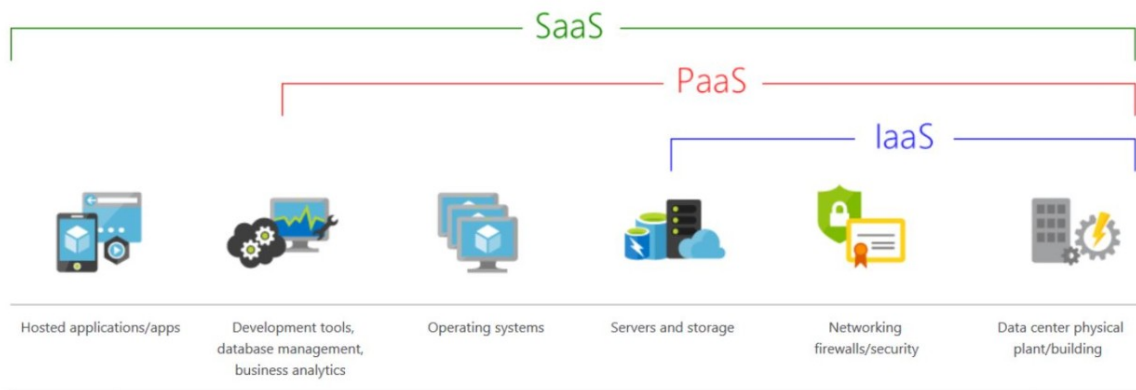 SaaS
PaaS
IaaS
Hosted applications/apps
Development tools,
database management,
business analytics
Operating systems
Servers and storage
Networking
firewalls/security
Data center physical
plant/building